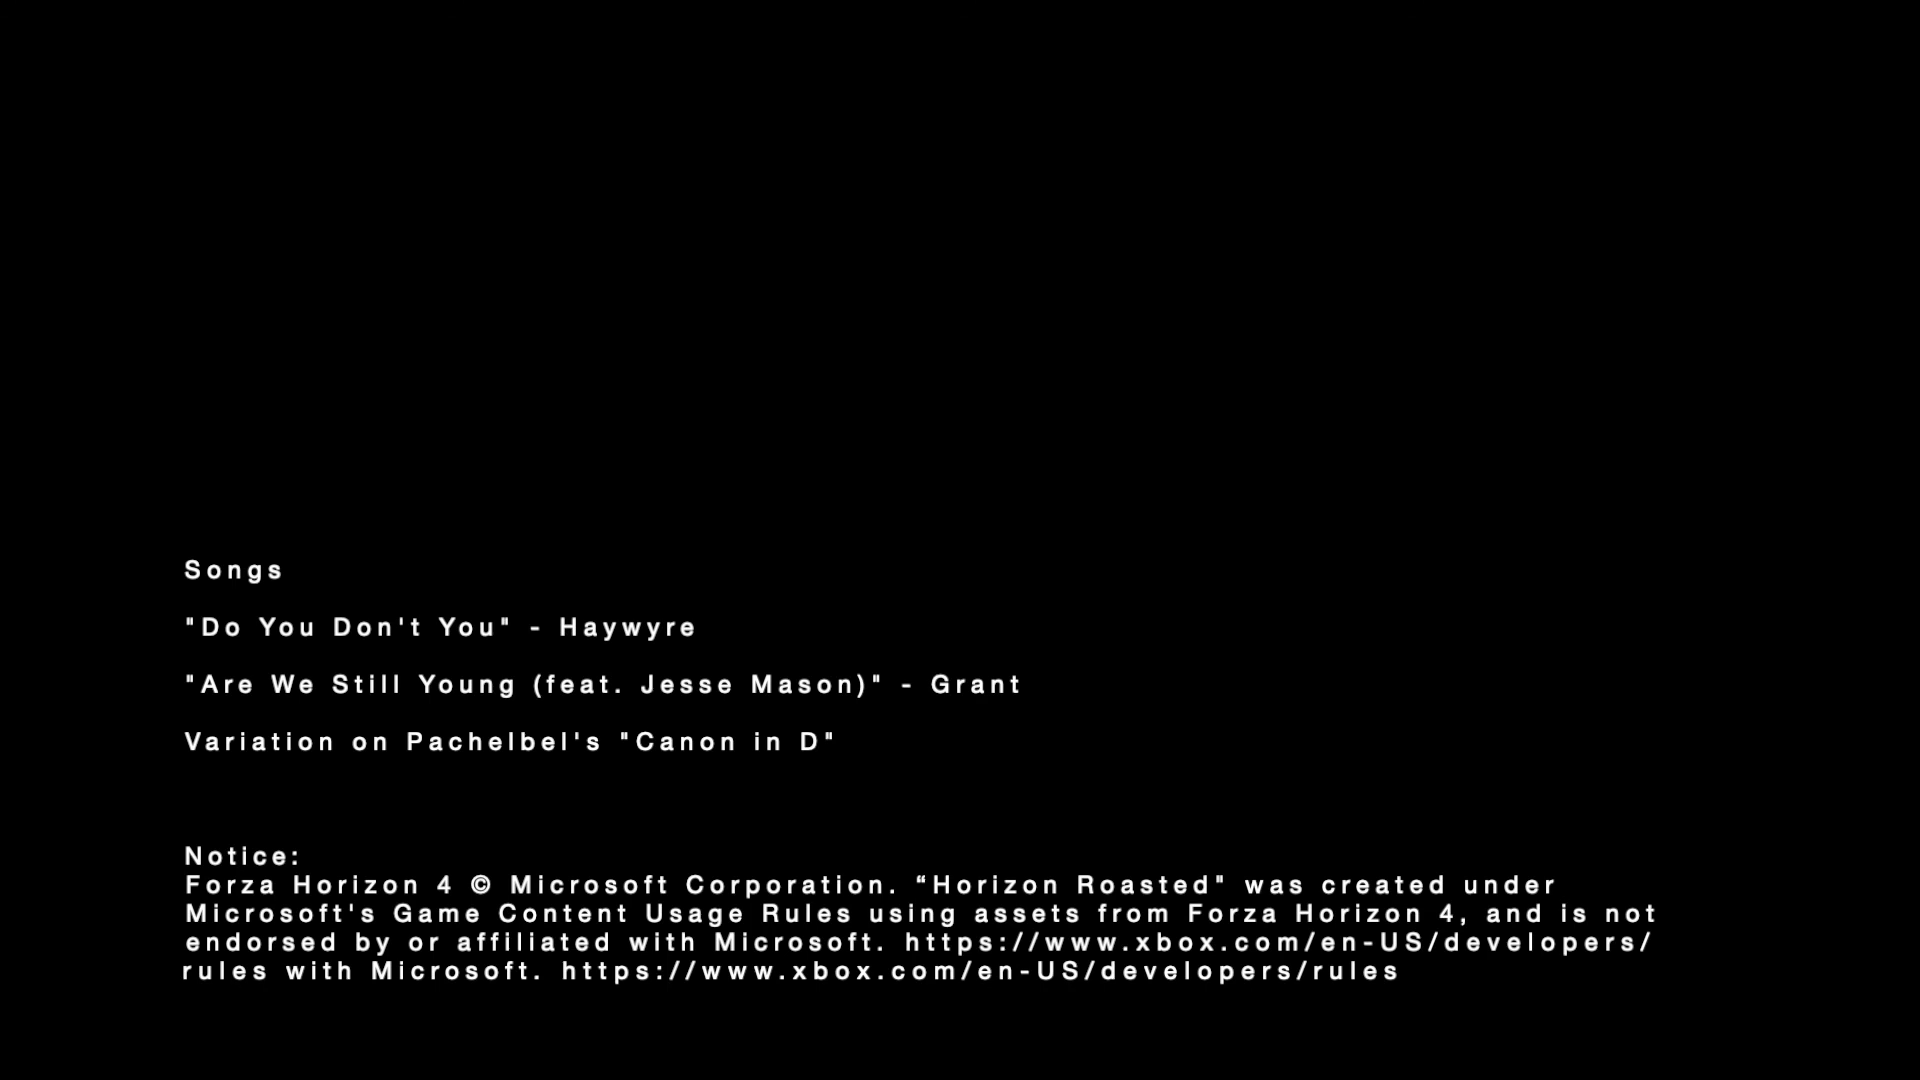 Songs
"Do You Don't You" - Haywyre
"Are We Still Young (feat. Jesse Mason)" - Grant
Variation on Pachelbel's "Canon in D"
Notice:
Forza Horizon 4 © Microsoft Corporation. “Horizon Roasted" was created under
Microsoft's Game Content Usage Rules using assets from Forza Horizon 4, and is not
endorsed by or affiliated with Microsoft. https://www.xbox.com/en-US/developers/
rules with Microsoft. https://www.xbox.com/en-US/developers/rules